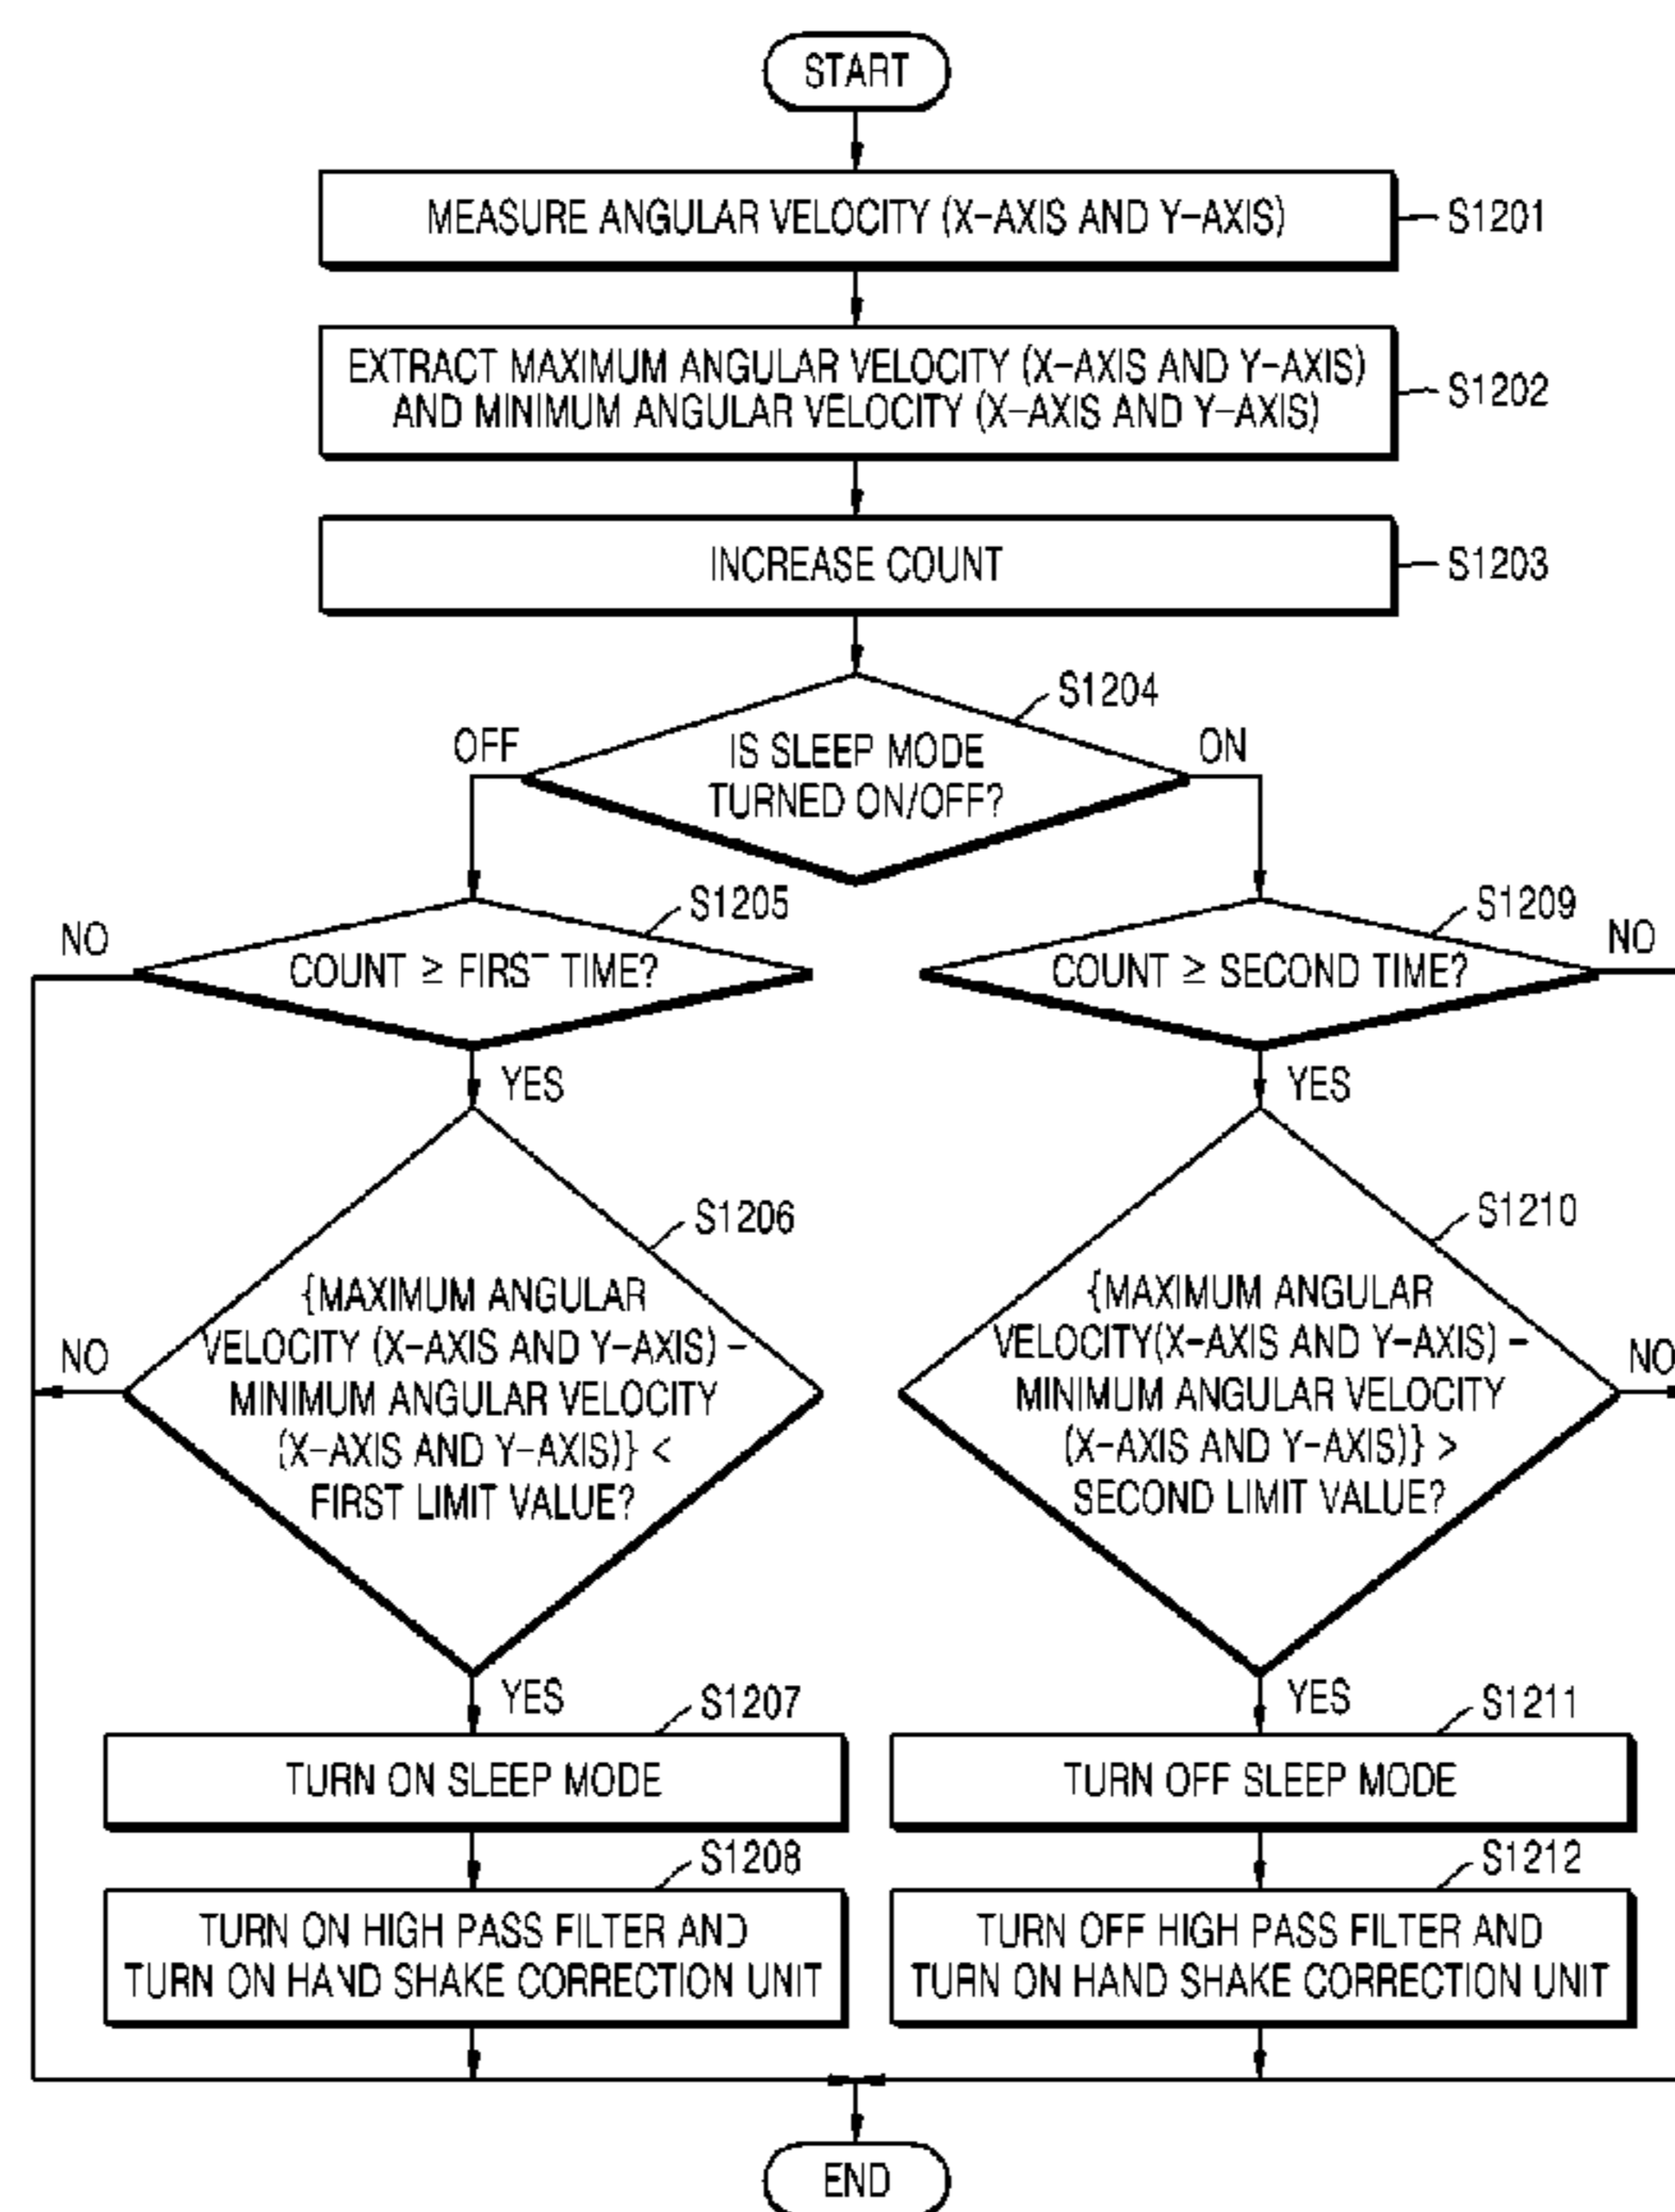 START
MEASURE ANGULAR VELOCITY (X-AXIS AND Y-AXIS)
S1201
EXTRACT MAXIMUM ANGULAR VELOCITY (X-AXIS AND Y-AXIS)
AND MINIMUM ANGULAR VELOCITY (X-AXIS AND Y-AXIS)
S1202
INCREASE COUNT
S1203
S1204
IS SLEEP MODE
TURNED ON/OFF?
OFF
ON
S1205
NO
COUNT ≥ FIRST TIME?
YES
S1209
NO
COUNT ≥ SECOND TIME?
YES
S1206
{MAXIMUM ANGULAR
VELOCITY (X-AXIS AND Y-AXIS) -
MINIMUM ANGULAR VELOCITY
(X-AXIS AND Y-AXIS)} <
FIRST LIMIT VALUE?
NO
YES
S1210
{MAXIMUM ANGULAR
VELOCITY(X-AXIS AND Y-AXIS) -
MINIMUM ANGULAR VELOCITY
(X-AXIS AND Y-AXIS)} >
SECOND LIMIT VALUE?
NO
YES
S1207
TURN ON SLEEP MODE
S1211
TURN OFF SLEEP MODE
S1208
TURN ON HIGH PASS FILTER AND
TURN ON HAND SHAKE CORRECTION UNIT
S1212
TURN OFF HIGH PASS FILTER AND
TURN ON HAND SHAKE CORRECTION UNIT
END